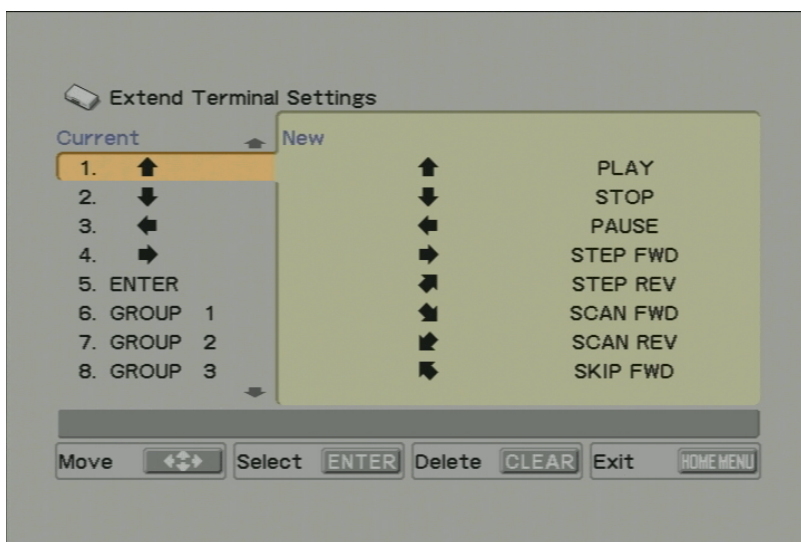 Extend Terminal Settings
Current New
1. ⬆ ⬆ PLAY
2. ⬇ ⬇ STOP
3. ⬅ ⬅ PAUSE
4. ➡ ➡ STEP FWD
5. ENTER ⬈ STEP REV
6. GROUP 1 ⬊ SCAN FWD
7. GROUP 2 ⬋ SCAN REV
8. GROUP 3 ⬉ SKIP FWD
Move Select ENTER Delete CLEAR Exit HOME MENU